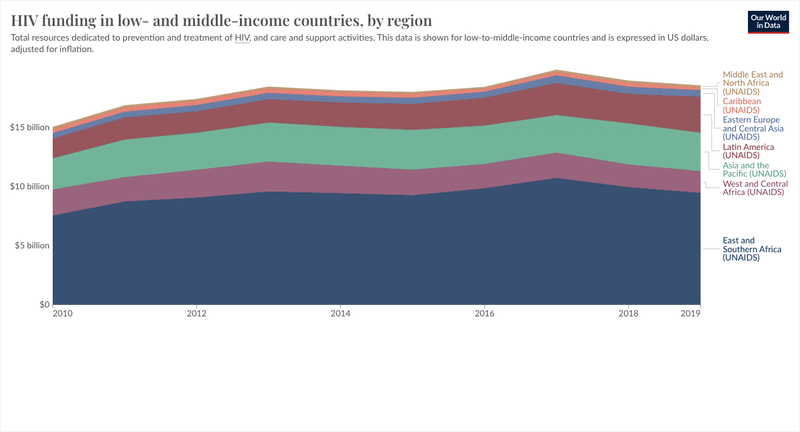 HIV funding in low- and middle-income countries, by region
Our World
in Data
Total resources dedicated to prevention and treatment of HIV, and care and support activities. This data is shown for low-to-middle-income countries and is expressed in US dollars,
adjusted for inflation.
$15 billion
$10 billion
$5 billion
$0
2010
2012
2014
2016
2018
2019
Middle East and
North Africa
(UNAIDS)
Caribbean
(UNAIDS)
Eastern Europe
and Central Asia
(UNAIDS)
Latin America
(UNAIDS)
Asia and the
Pacific (UNAIDS)
West and Central
Africa (UNAIDS)
East and
Southern Africa
(UNAIDS)